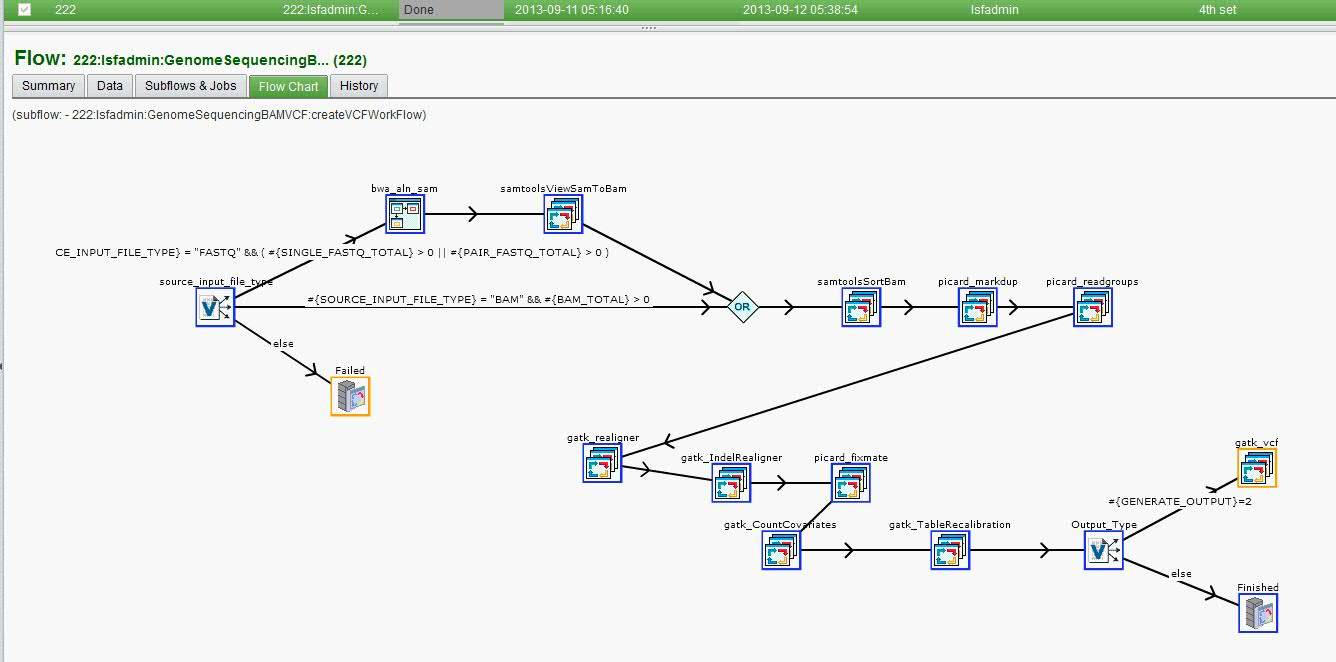 222 222:lsfadmin:G... Done 2013-09-11 05:16:40 2013-09-12 05:38:54 lsfadmin 4th set
Flow: 222:lsfadmin:GenomeSequencingB... (222)
Summary Data Subflows & Jobs Flow Chart History
(subflow: - 222:lsfadmin:GenomeSequencingBAMVCF:createVCFWorkFlow)
bwa_aln_sam samtoolsViewSamToBam
CE_INPUT_FILE_TYPE} = "FASTQ" && ( #{SINGLE_FASTQ_TOTAL} > 0 || #{PAIR_FASTQ_TOTAL} > 0 )
source_input_file_type samtoolsSortBam picard_markdup picard_readgroups
#{SOURCE_INPUT_FILE_TYPE} = "BAM" && #{BAM_TOTAL} > 0
V OR
else
Failed
gatk_realigner gatk_vcf
gatk_IndelRealigner picard_fixmate
#{GENERATE_OUTPUT}=2
gatk_CountCovariates gatk_TableRecalibration Output_Type
V
else
Finished